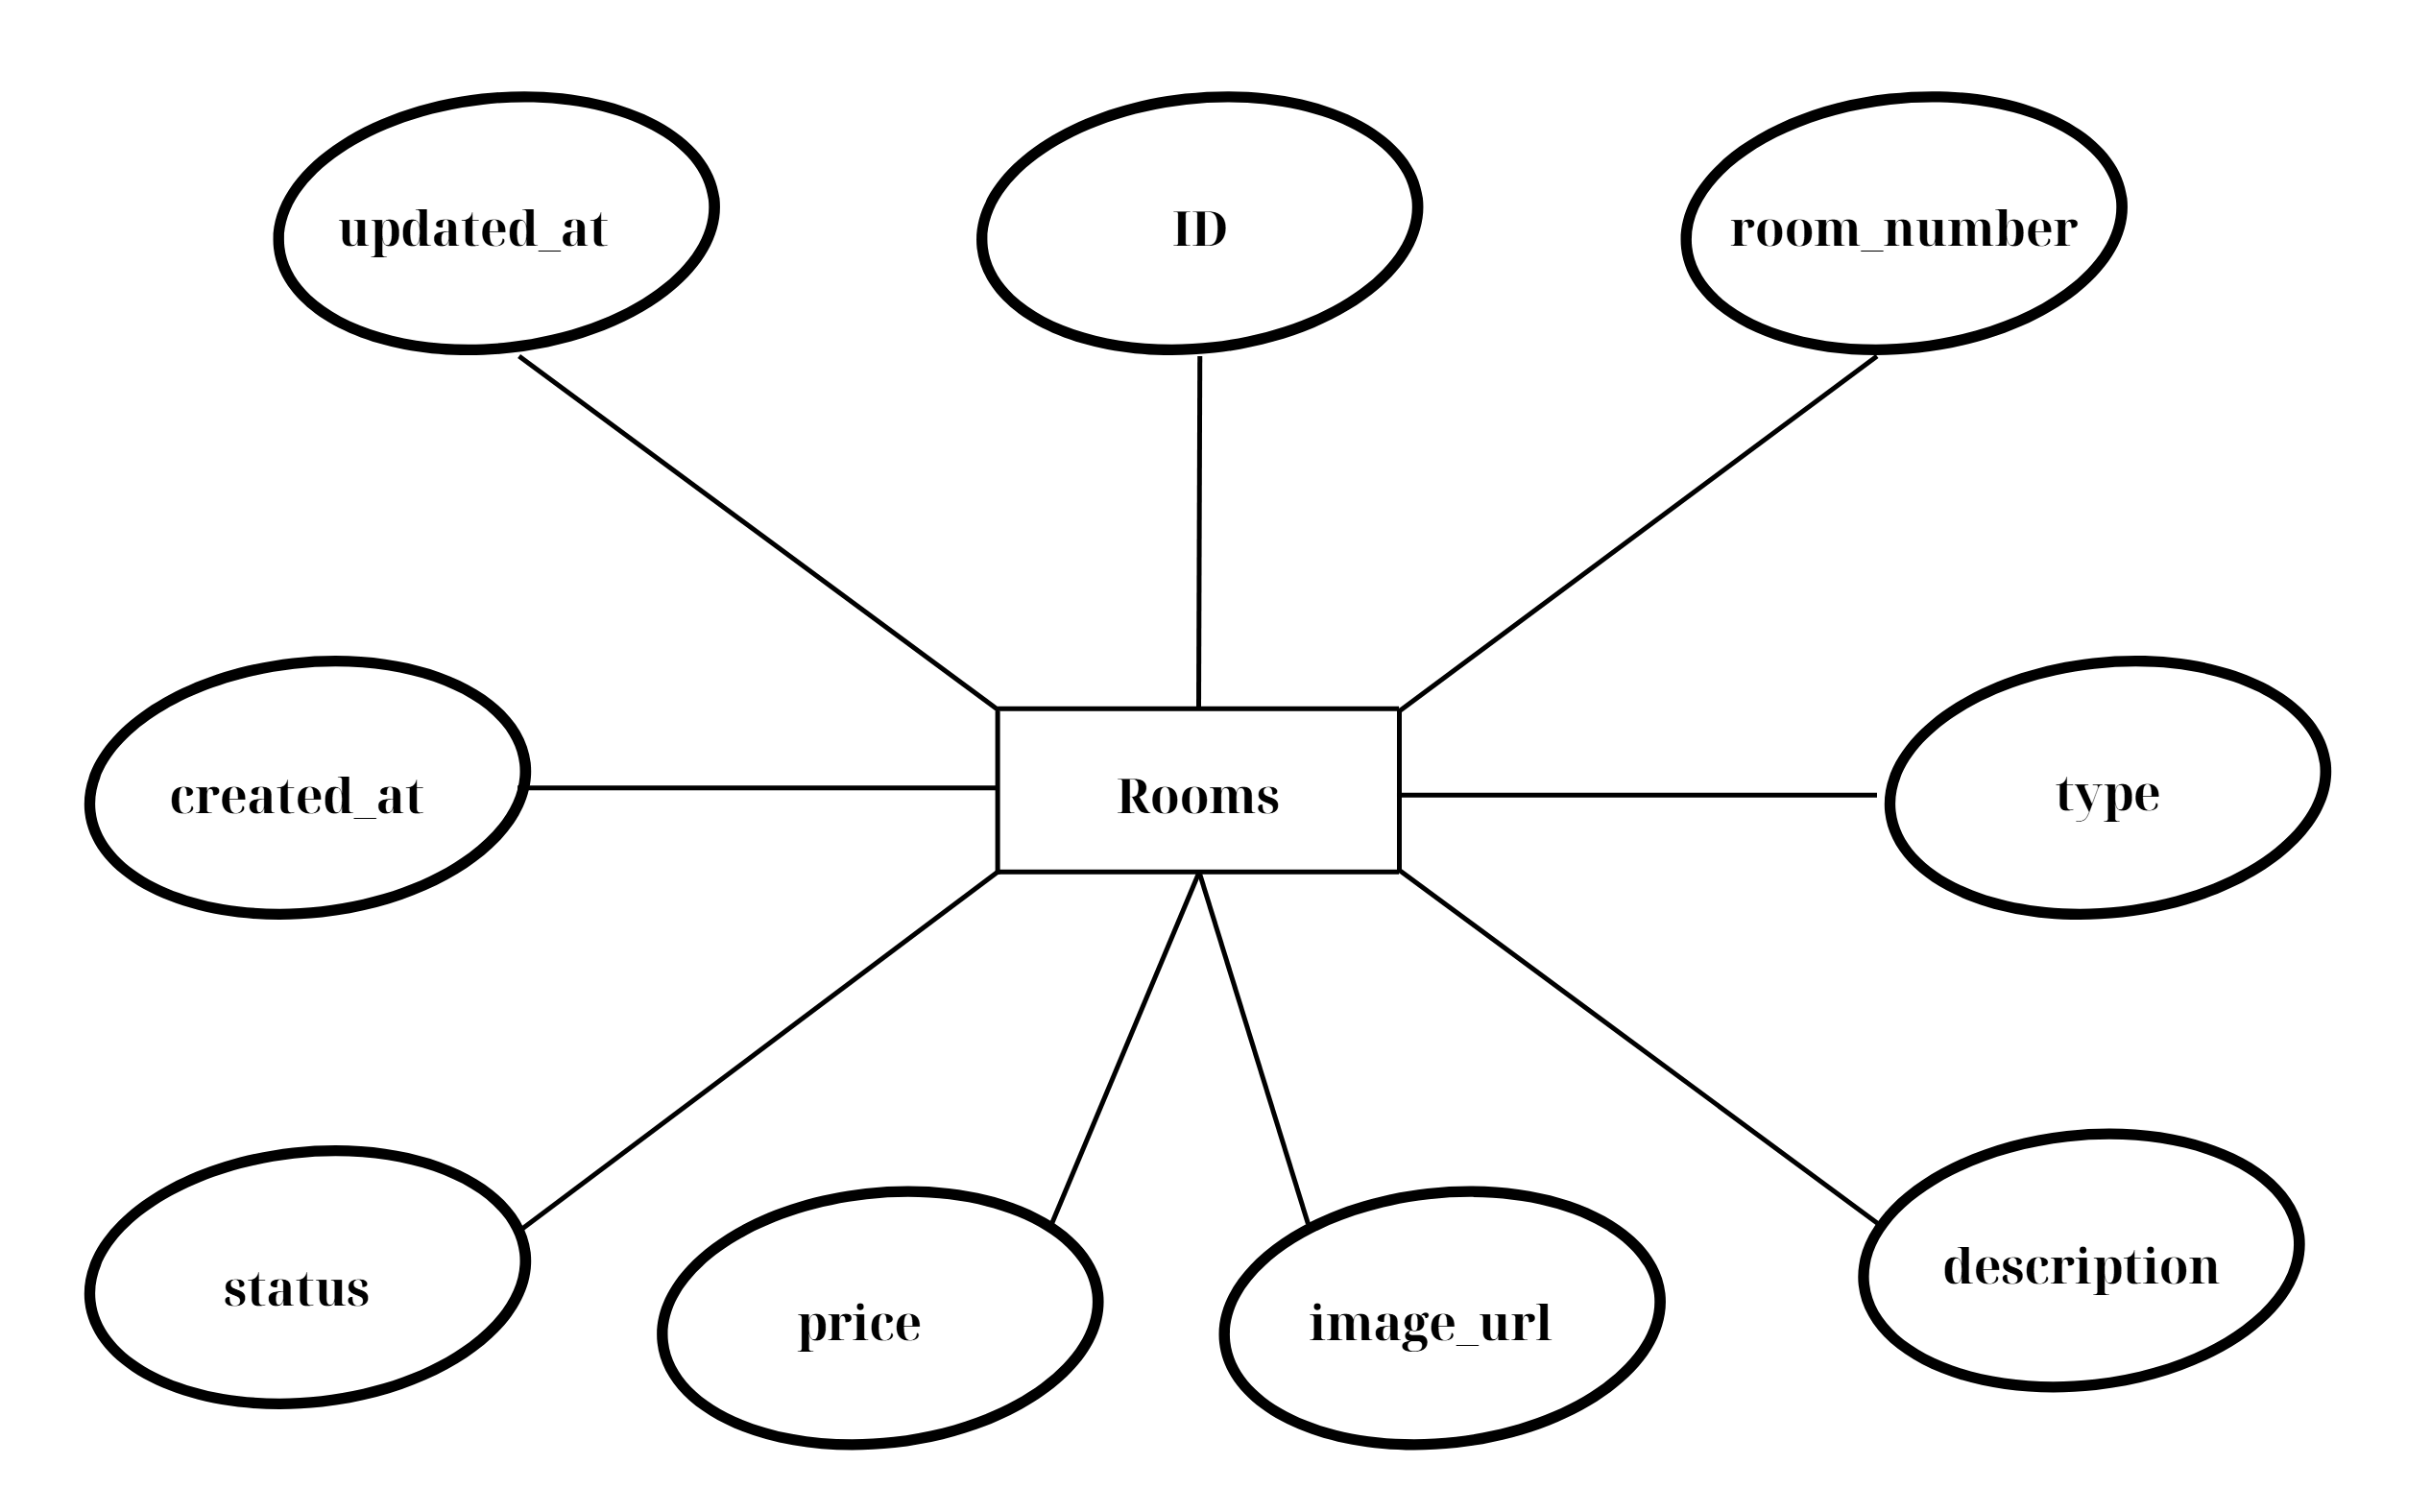 updated_at
ID
room_number
created_at
Rooms
type
status
price
image_url
description